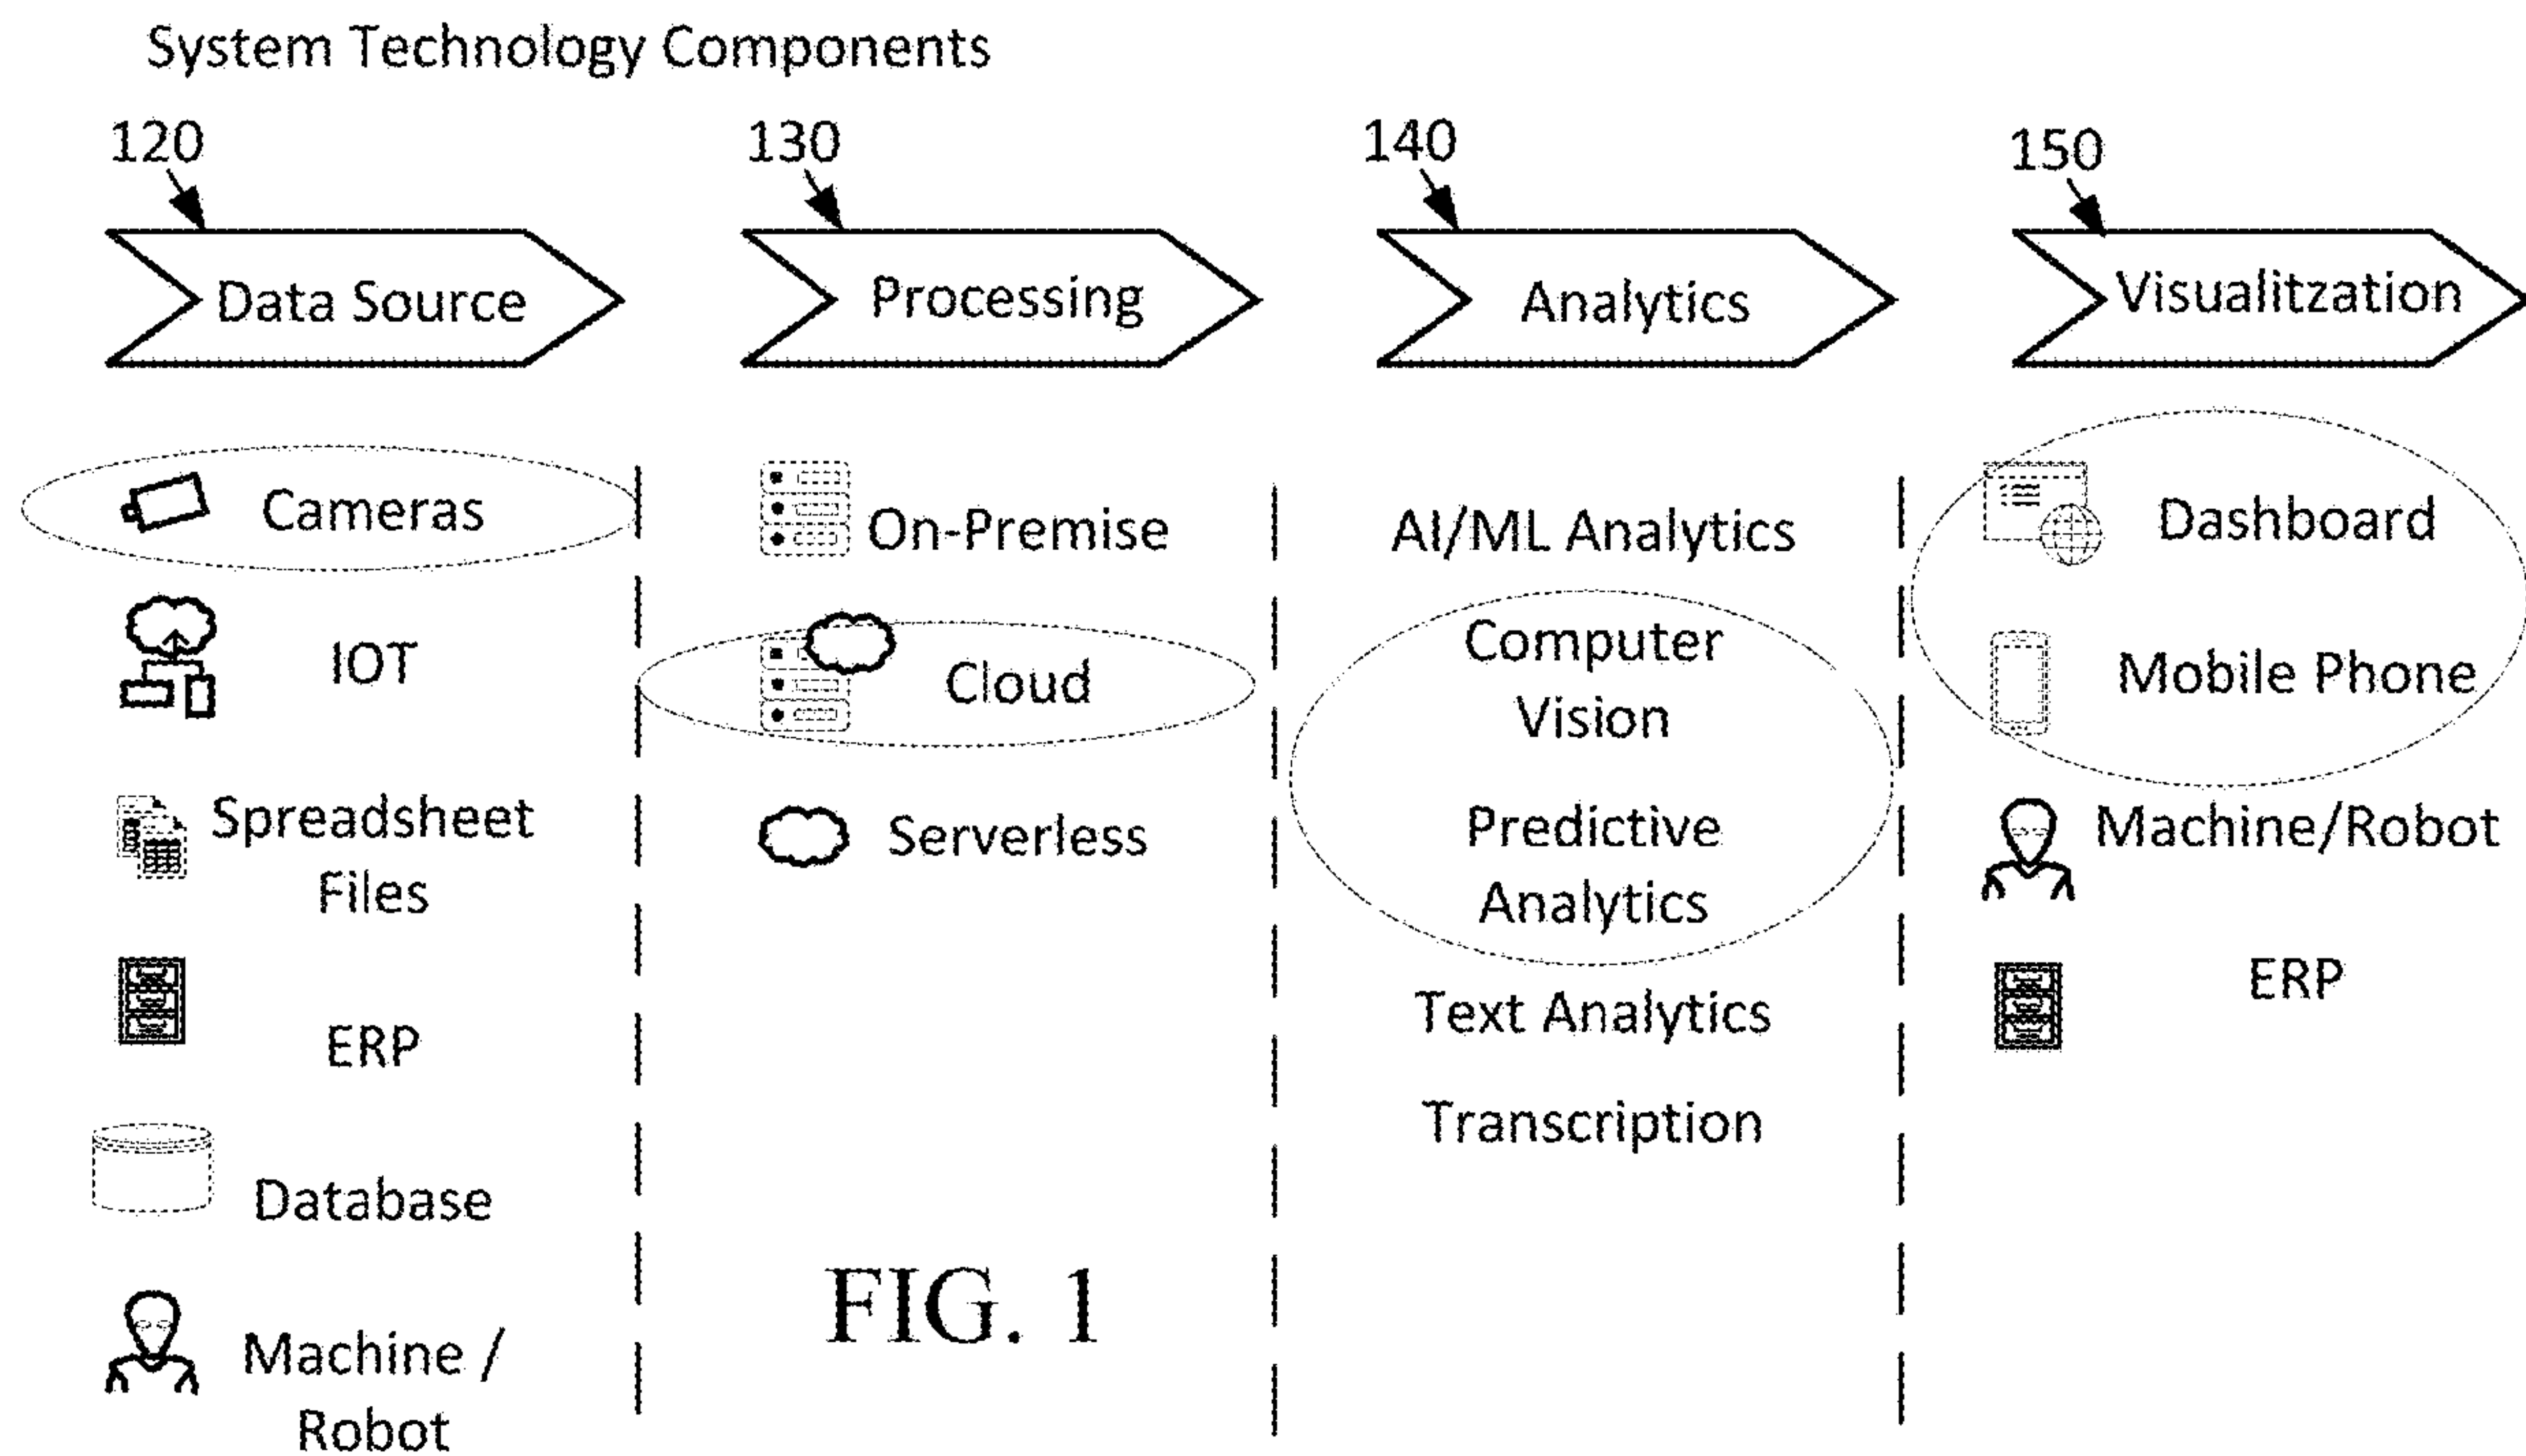 System Technology Components
120
130
140
150
Data Source
Processing
Analytics
Visualitzation
Cameras
IOT
Spreadsheet
Files
ERP
Database
Machine /
Robot
On-Premise
Cloud
Serverless
AI/ML Analytics
Computer
Vision
Predictive
Analytics
Text Analytics
Transcription
Dashboard
Mobile Phone
Machine/Robot
ERP
FIG. 1